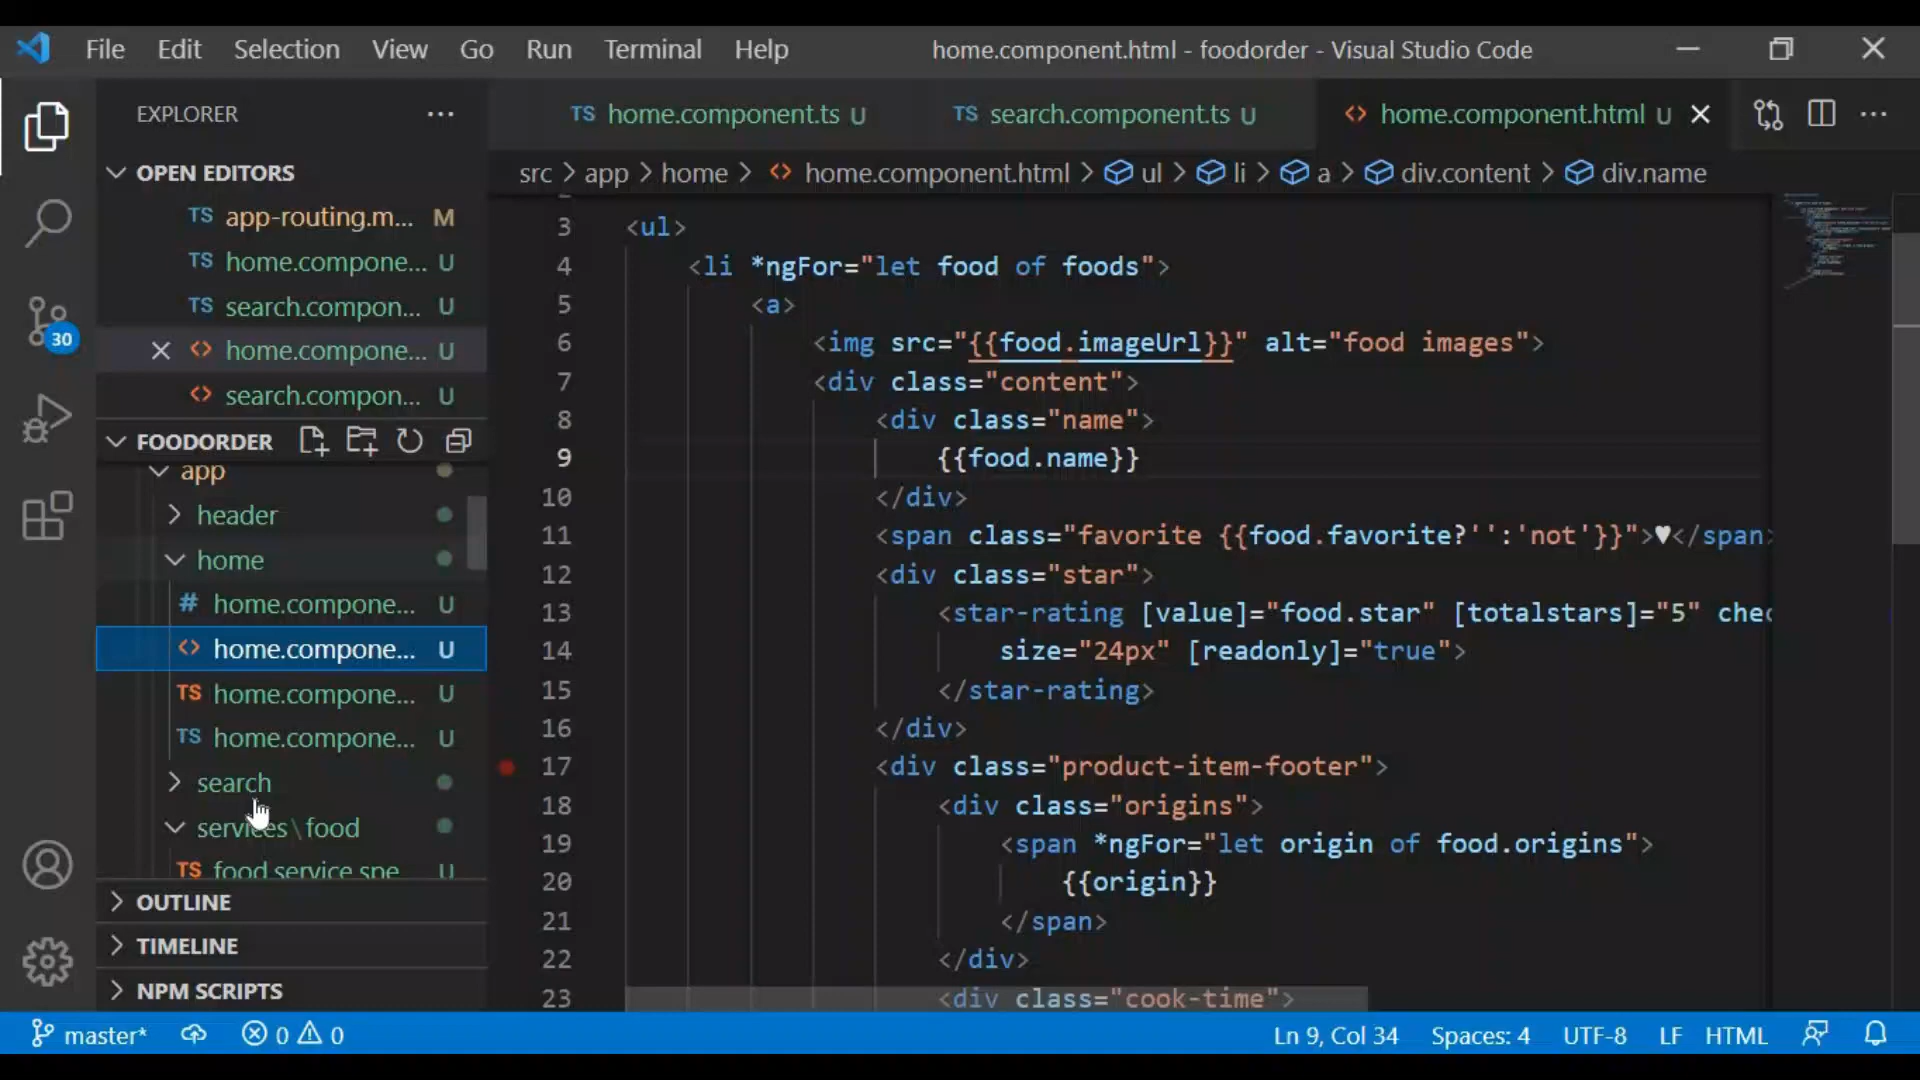 File Edit Selection View Go Run Terminal Help home.component.html - foodorder - Visual Studio Code
EXPLORER
OPEN EDITORS
TS app-routing.m... M
TS home.compone... U
TS search.compon... U
home.compone... U
search.compon... U
FOODORDER
app
header
home
# home.compone... U
home.compone... U
TS home.compone... U
TS home.compone... U
search
services\food
TS food.service.spe U
OUTLINE
TIMELINE
NPM SCRIPTS
30
TS home.component.ts U TS search.component.ts U home.component.html U
src > app > home > home.component.html > ul > li > a > div.content > div.name
3 <ul>
4 <li *ngFor="let food of foods">
5 <a>
6 <img src="{{food.imageUrl}}" alt="food images">
7 <div class="content">
8 <div class="name">
9 {{food.name}}
10 </div>
11 <span class="favorite {{food.favorite?'':'not'}}">♥</span>
12 <div class="star">
13 <star-rating [value]="food.star" [totalstars]="5" chec
14 size="24px" [readonly]="true">
15 </star-rating>
16 </div>
17 <div class="product-item-footer">
18 <div class="origins">
19 <span *ngFor="let origin of food.origins">
20 {{origin}}
21 </span>
22 </div>
23 <div class="cook-time">
master* 0 0 Ln 9, Col 34 Spaces: 4 UTF-8 LF HTML